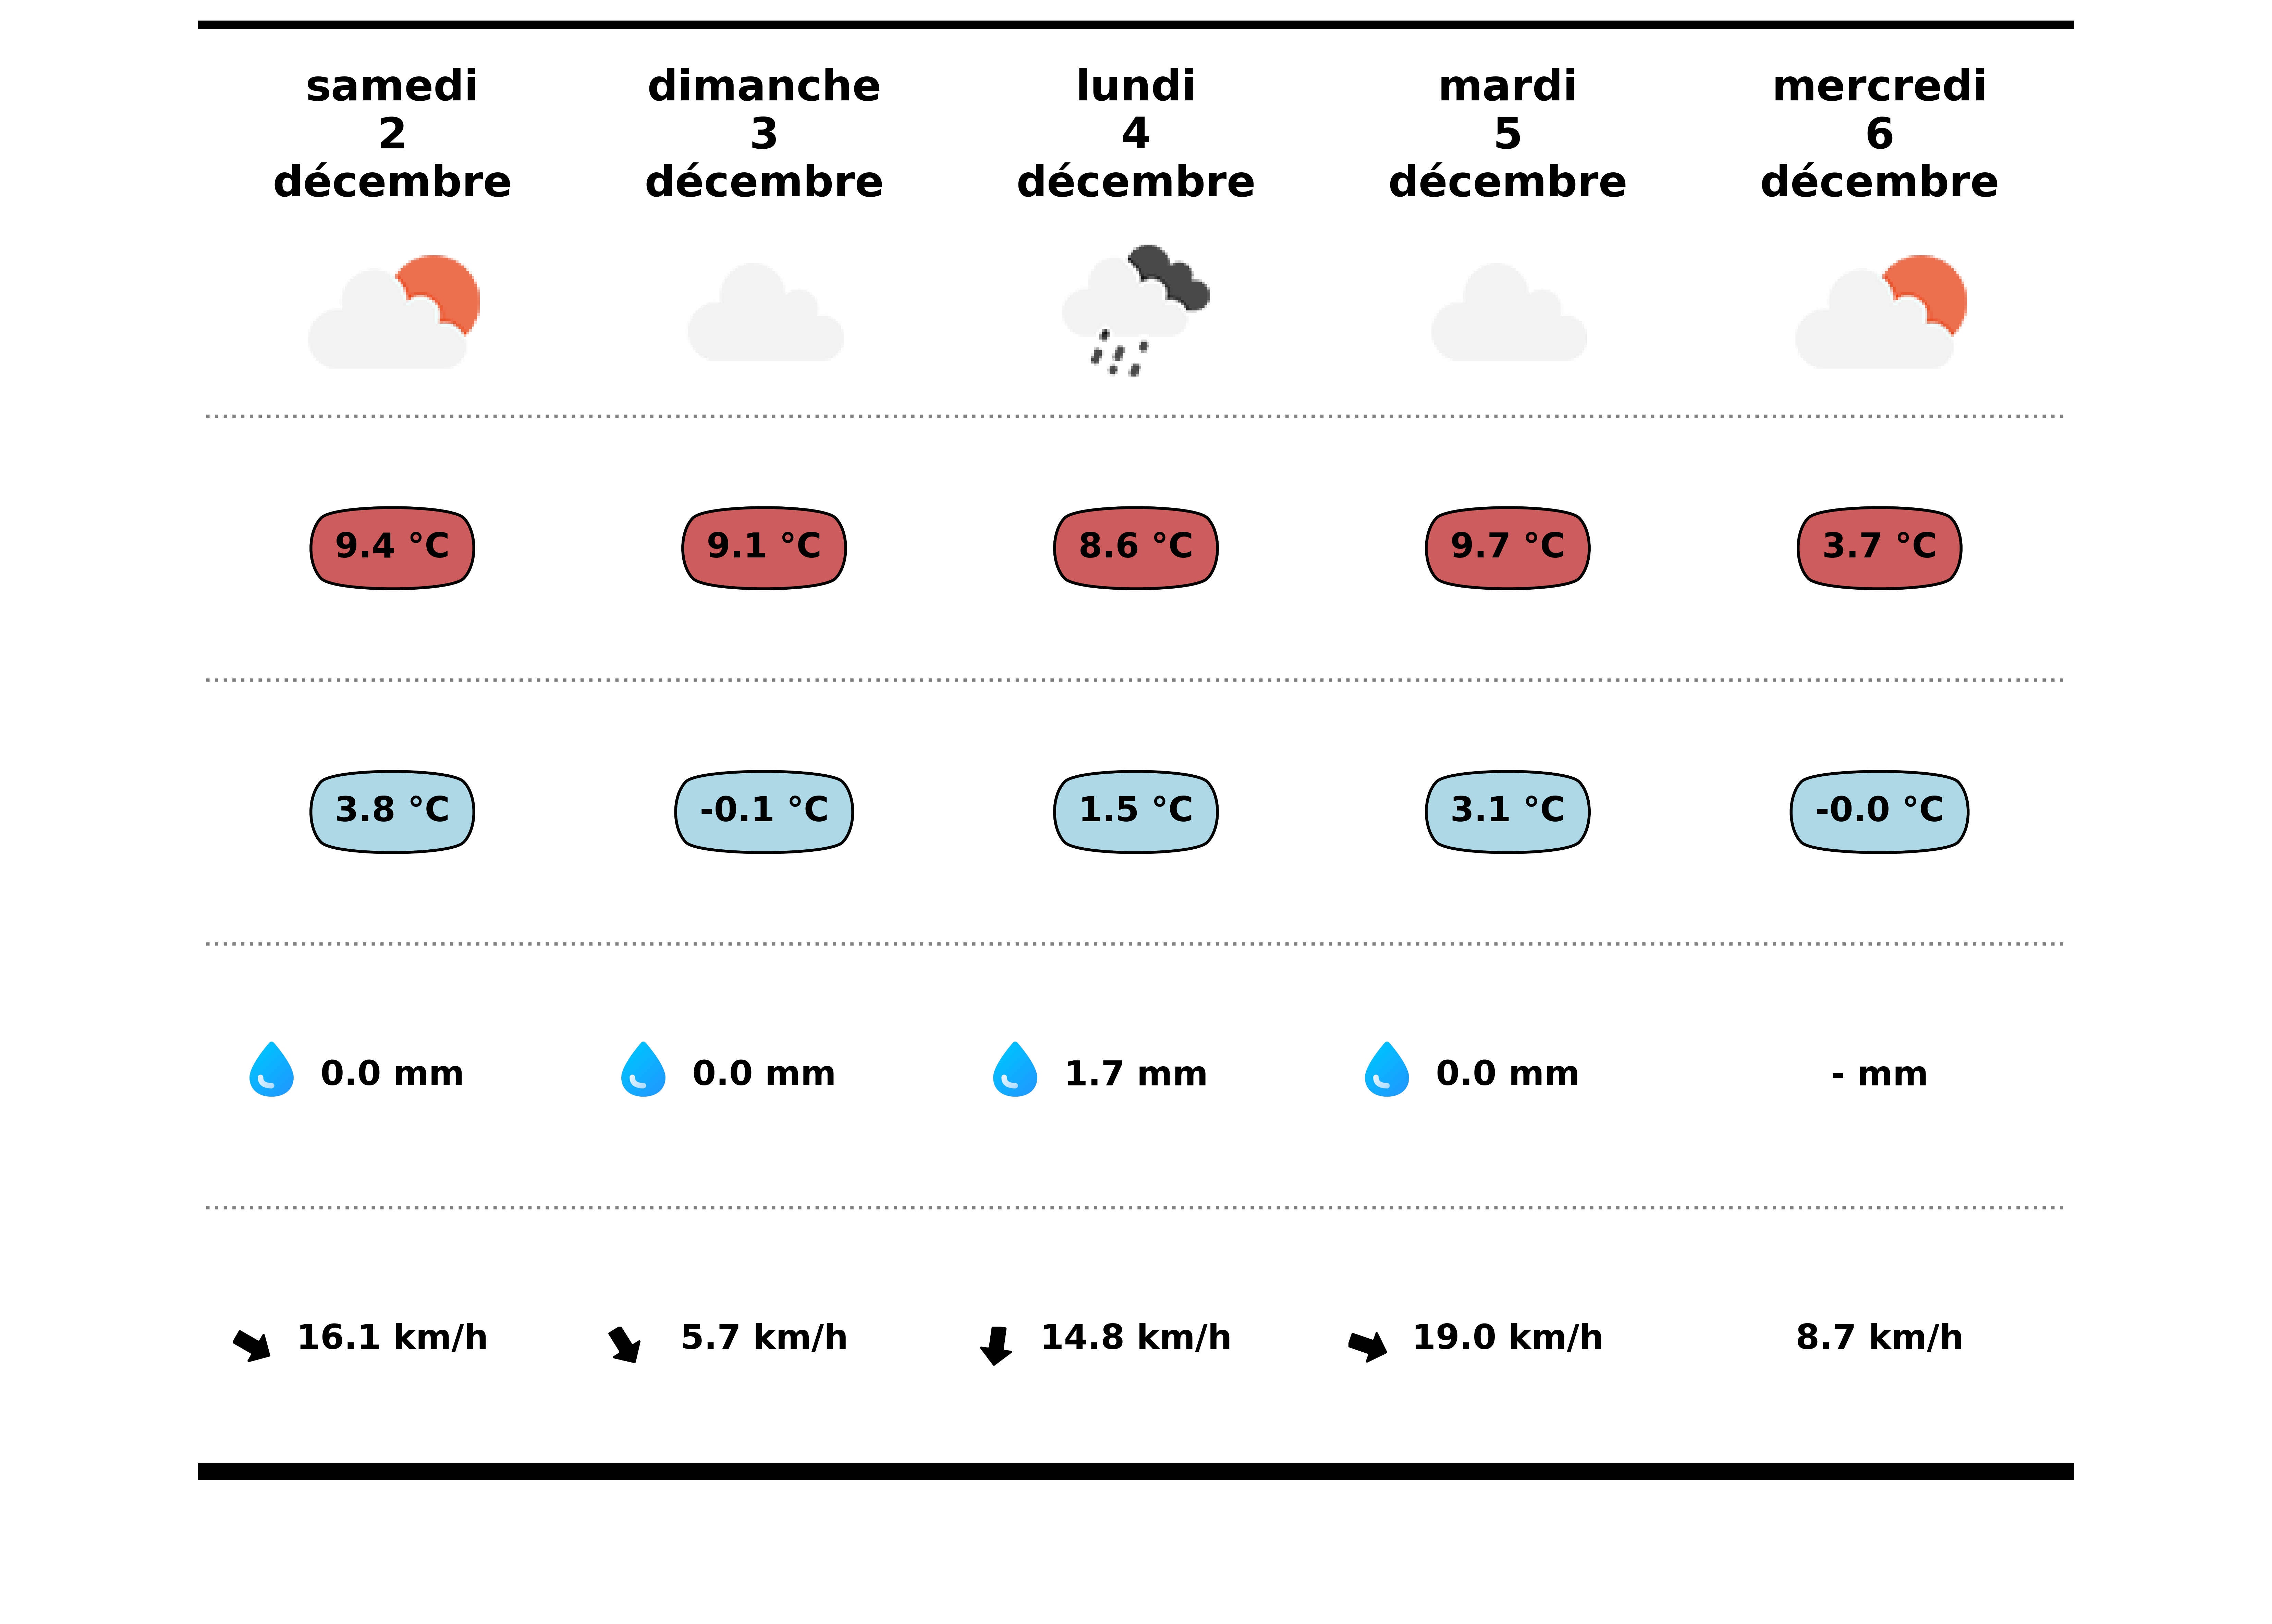 samedi
2
décembre
dimanche
3
décembre
lundi
4
décembre
mardi
5
décembre
mercredi
6
décembre
9.4 °C
9.1 °C
8.6 °C
9.7 °C
3.7 °C
3.8 °C
-0.1 °C
1.5 °C
3.1 °C
-0.0 °C
0.0 mm
0.0 mm
1.7 mm
0.0 mm
- mm
16.1 km/h
5.7 km/h
14.8 km/h
19.0 km/h
8.7 km/h